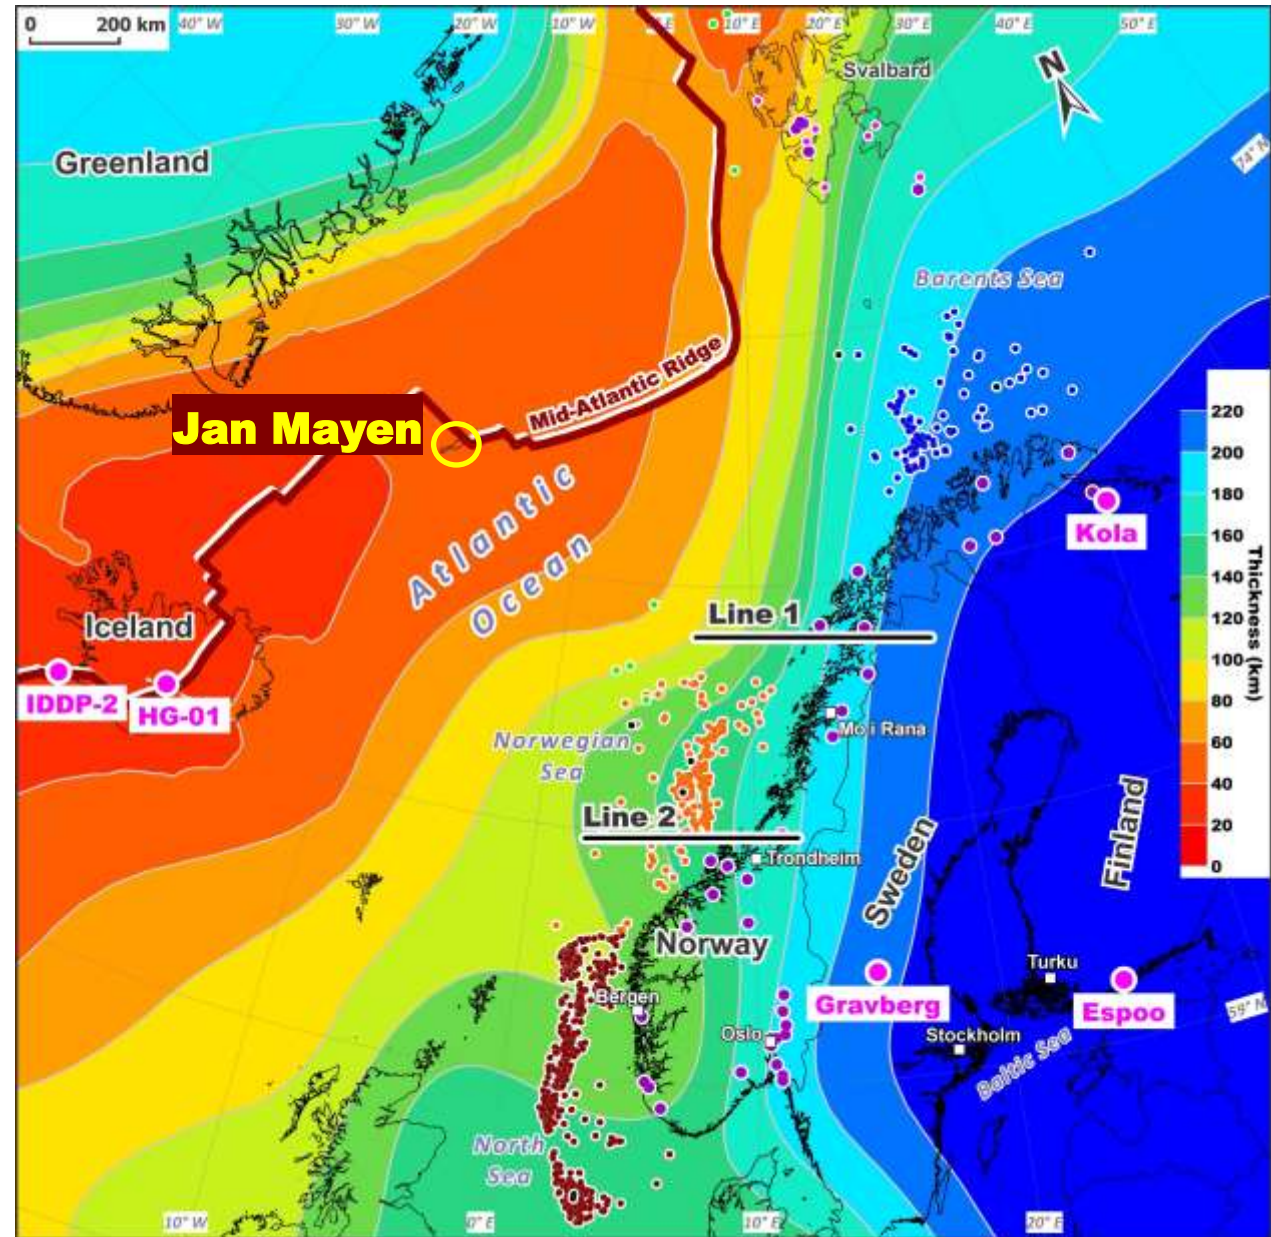 0 200 km
40° W
30° W
20° W
10° W
0° E
10° E
20° E
30° E
40° E
50° E
N
Svalbard
74° N
Greenland
Barents Sea
Mid-Atlantic Ridge
Jan Mayen
Atlantic
Ocean
Kola
Iceland
Line 1
IDDP-2
HG-01
Mo i Rana
Norwegian
Sea
Line 2
Trondheim
Sweden
Finland
Norway
Bergen
Gravberg
Turku
Espoo
Oslo
Stockholm
Baltic Sea
59° N
North
Sea
10° W
0° E
10° E
20° E
220
200
180
160
140
120
100
80
60
40
20
0
Thickness (km)